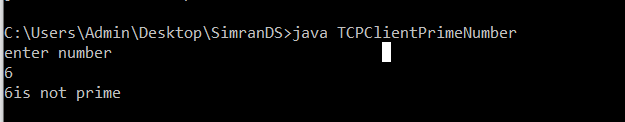 C:\Users\Admin\Desktop\SimranDS>java TCPClientPrimeNumber
enter number
6
6is not prime